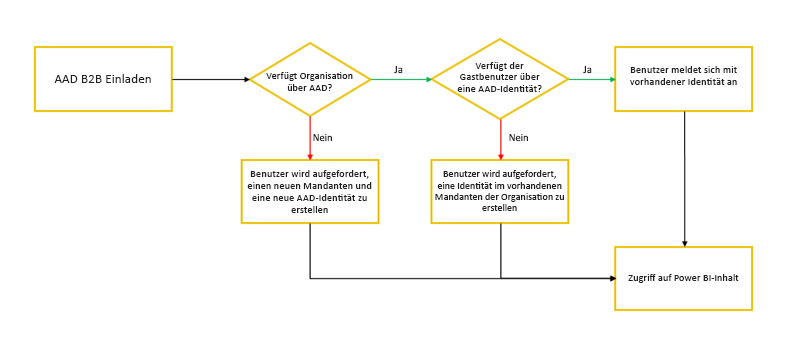 AAD B2B Einladen
Verfügt Organisation
über AAD?
Ja
Verfügt der
Gastbenutzer über
eine AAD-Identität?
Ja
Benutzer meldet sich mit
vorhandener Identität an
Nein
Nein
Benutzer wird aufgefordert,
einen neuen Mandanten und
eine neue AAD-Identität zu
erstellen
Benutzer wird aufgefordert,
eine Identität im vorhandenen
Mandanten der Organisation zu
erstellen
Zugriff auf Power BI-Inhalt